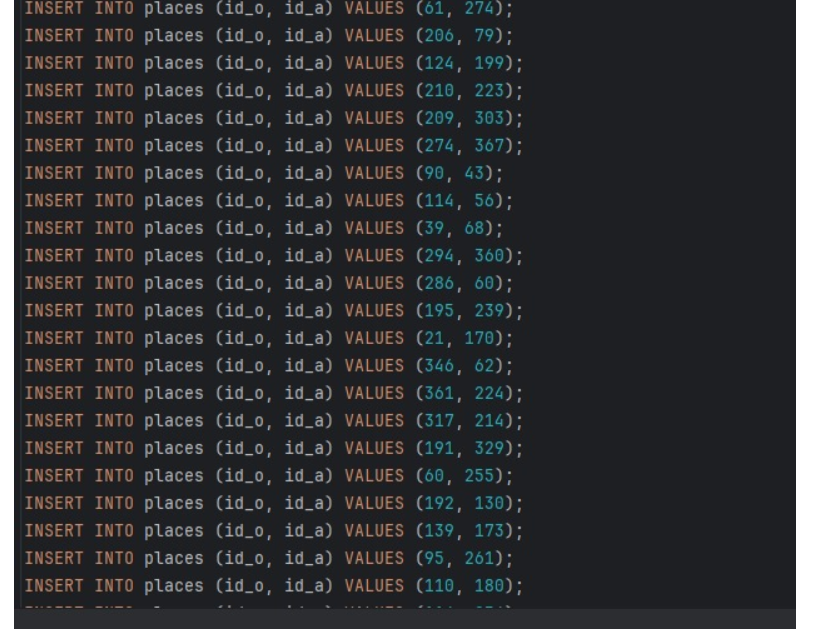 INSERT INTO places (id_o, id_a) VALUES (61, 274);
INSERT INTO places (id_o, id_a) VALUES (206, 79);
INSERT INTO places (id_o, id_a) VALUES (124, 199);
INSERT INTO places (id_o, id_a) VALUES (210, 223);
INSERT INTO places (id_o, id_a) VALUES (209, 303);
INSERT INTO places (id_o, id_a) VALUES (274, 367);
INSERT INTO places (id_o, id_a) VALUES (90, 43);
INSERT INTO places (id_o, id_a) VALUES (114, 56);
INSERT INTO places (id_o, id_a) VALUES (39, 68);
INSERT INTO places (id_o, id_a) VALUES (294, 360);
INSERT INTO places (id_o, id_a) VALUES (286, 60);
INSERT INTO places (id_o, id_a) VALUES (195, 239);
INSERT INTO places (id_o, id_a) VALUES (21, 170);
INSERT INTO places (id_o, id_a) VALUES (346, 62);
INSERT INTO places (id_o, id_a) VALUES (361, 224);
INSERT INTO places (id_o, id_a) VALUES (317, 214);
INSERT INTO places (id_o, id_a) VALUES (191, 329);
INSERT INTO places (id_o, id_a) VALUES (60, 255);
INSERT INTO places (id_o, id_a) VALUES (192, 130);
INSERT INTO places (id_o, id_a) VALUES (139, 173);
INSERT INTO places (id_o, id_a) VALUES (95, 261);
INSERT INTO places (id_o, id_a) VALUES (110, 180);